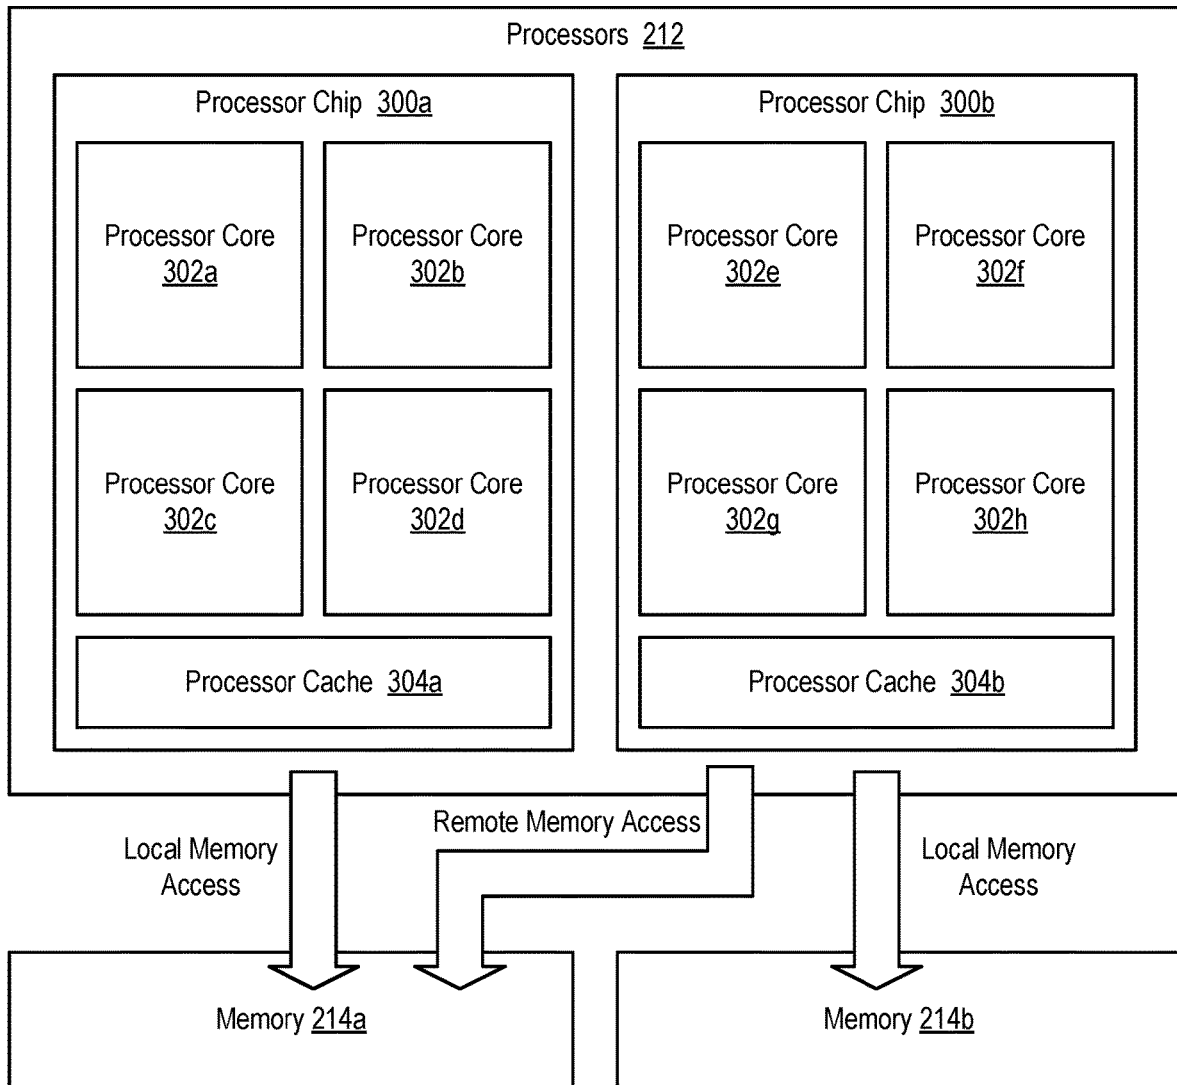 Processors 212
Processor Chip 300a
Processor Chip 300b
Processor Core
302a
Processor Core
302b
Processor Core
302e
Processor Core
302f
Processor Core
302c
Processor Core
302d
Processor Core
302g
Processor Core
302h
Processor Cache 304a
Processor Cache 304b
Remote Memory Access
Local Memory
Access
Local Memory
Access
Memory 214a
Memory 214b